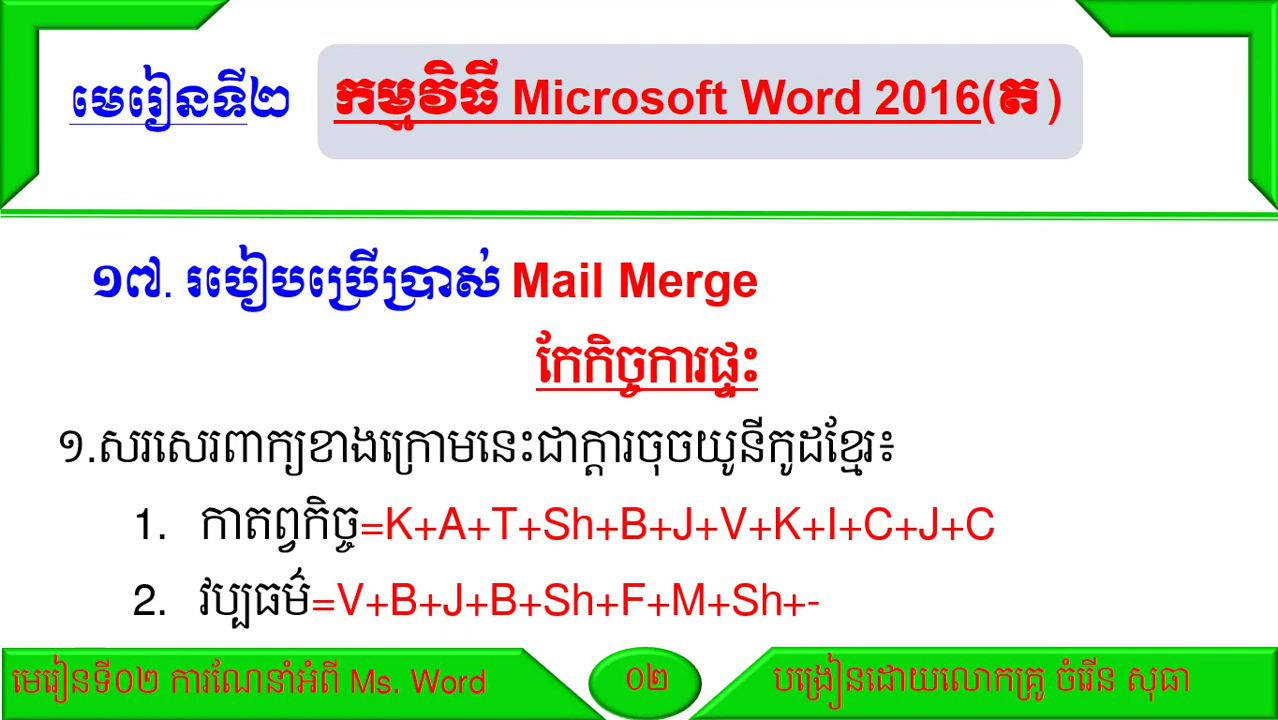 មេរៀនទី២ កម្មវិធី Microsoft Word 2016(ត)
១៧. របៀបប្រើប្រាស់ Mail Merge
កែកិច្ចការផ្ទះ
១.សរសេរពាក្យខាងក្រោមនេះជាក្តារចុចយូនីកូដខ្មែរ៖
1. កាតព្វកិច្ច=K+A+T+Sh+B+J+V+K+I+C+J+C
2. វប្បធម៌=V+B+J+B+Sh+F+M+Sh+-
មេរៀនទី០២ ការណែនាំអំពី Ms. Word ០២ បង្រៀនដោយលោកគ្រូ ចំរើន សុធា